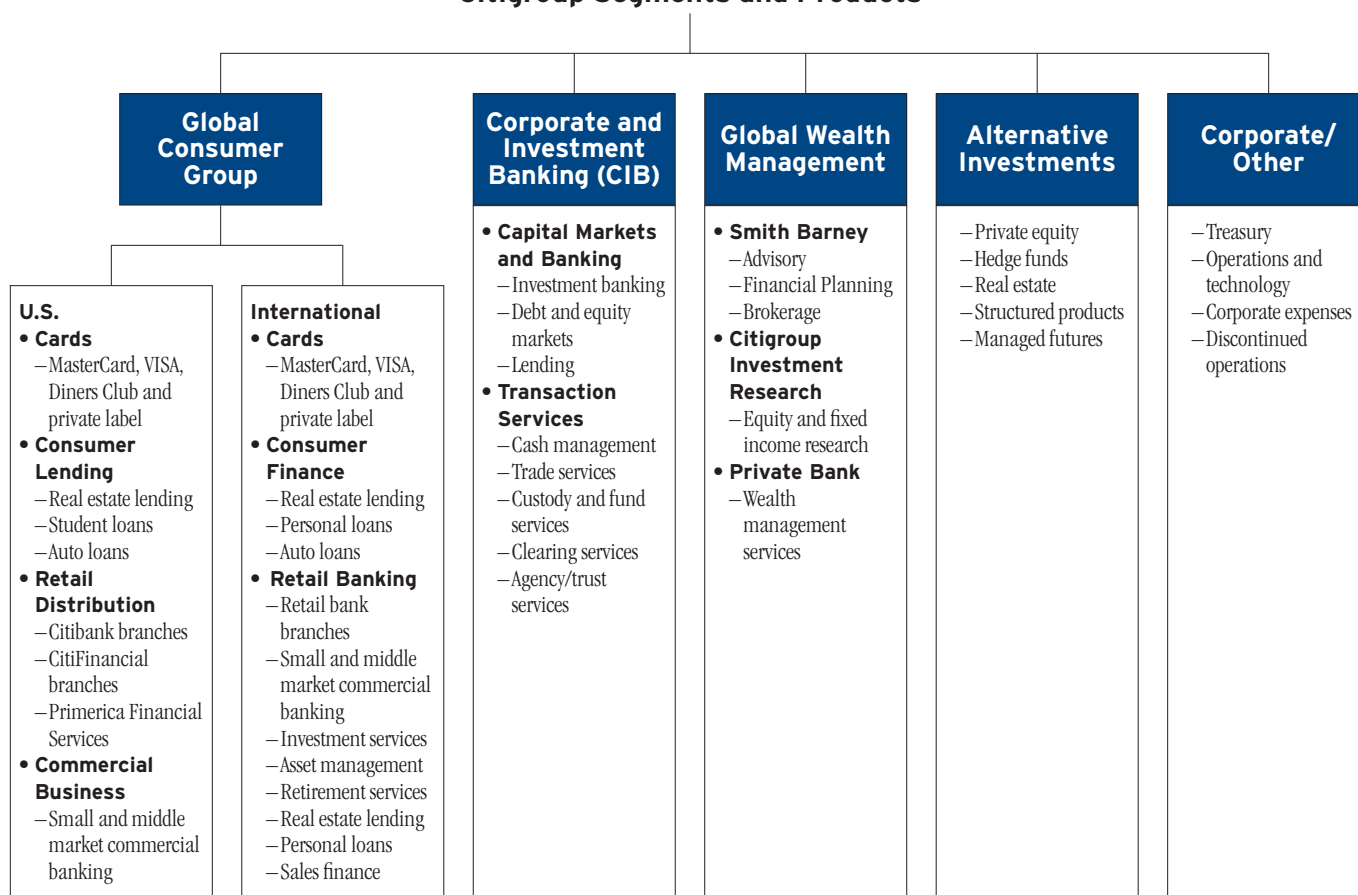 Citigroup Segments and Products
Global
Consumer
Group
U.S.
• Cards
–MasterCard, VISA,
Diners Club and
private label
• Consumer
Lending
–Real estate lending
–Student loans
–Auto loans
• Retail
Distribution
–Citibank branches
–CitiFinancial
branches
–Primerica Financial
Services
• Commercial
Business
–Small and middle
market commercial
banking
International
• Cards
–MasterCard, VISA,
Diners Club and
private label
• Consumer
Finance
–Real estate lending
–Personal loans
–Auto loans
• Retail Banking
–Retail bank
branches
–Small and middle
market commercial
banking
–Investment services
–Asset management
–Retirement services
–Real estate lending
–Personal loans
–Sales finance
Corporate and
Investment
Banking (CIB)
• Capital Markets
and Banking
–Investment banking
–Debt and equity
markets
–Lending
• Transaction
Services
–Cash management
–Trade services
–Custody and fund
services
–Clearing services
–Agency/trust
services
Global Wealth
Management
• Smith Barney
–Advisory
–Financial Planning
–Brokerage
• Citigroup
Investment
Research
–Equity and fixed
income research
• Private Bank
–Wealth
management
services
Alternative
Investments
–Private equity
–Hedge funds
–Real estate
–Structured products
–Managed futures
Corporate/
Other
–Treasury
–Operations and
technology
–Corporate expenses
–Discontinued
operations